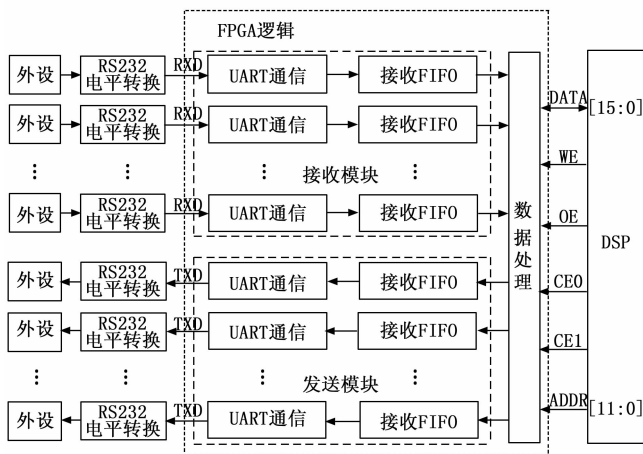 FPGA逻辑
外设
RS232
电平转换
RXD
UART通信
接收FIFO
外设
RS232
电平转换
RXD
UART通信
接收FIFO
接收模块
外设
RS232
电平转换
RXD
UART通信
接收FIFO
外设
RS232
电平转换
TXD
UART通信
接收FIFO
外设
RS232
电平转换
TXD
UART通信
接收FIFO
发送模块
外设
RS232
电平转换
TXD
UART通信
接收FIFO
数据处理
DATA
[15:0]
WE
OE
DSP
CE0
CE1
ADDR
[11:0]